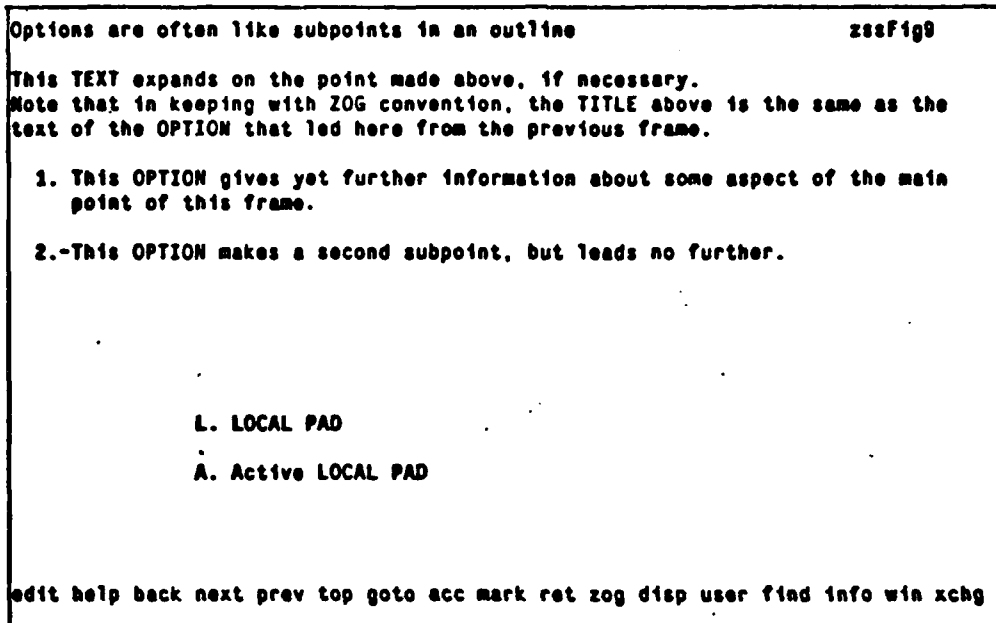 Options are often like subpoints in an outline zssFig9
This TEXT expands on the point made above, if necessary.
Note that in keeping with ZOG convention, the TITLE above is the same as the
text of the OPTION that led here from the previous frame.
1. This OPTION gives yet further information about some aspect of the main
point of this frame.
2.-This OPTION makes a second subpoint, but leads no further.
L. LOCAL PAD
A. Active LOCAL PAD
edit help back next prev top goto acc mark ret zog disp user find info win xchg